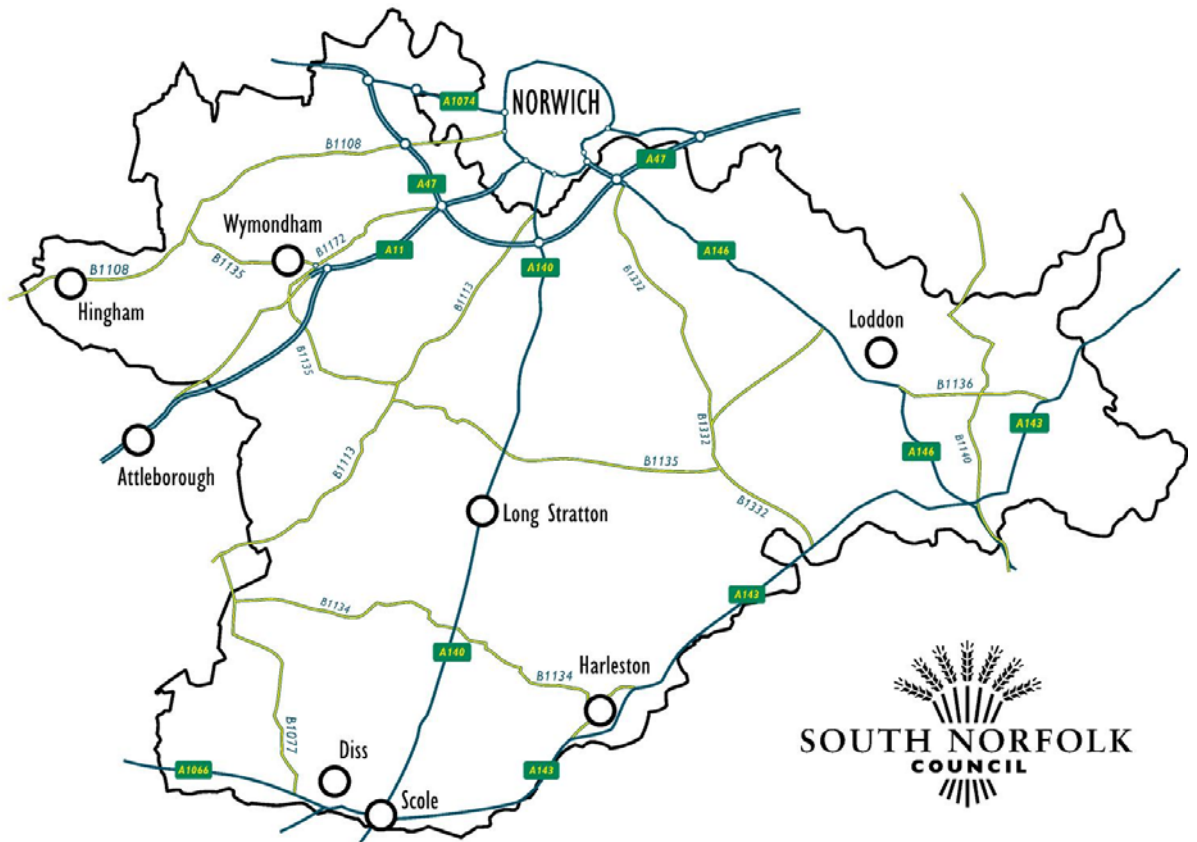 A1074
NORWICH
B1108
A47
A47
Wymondham
B1172
A11
A140
A146
B1135
B1108
Hingham
B1113
B1332
Loddon
B1135
B1136
A143
B1332
A146
B1140
Attleborough
B1113
B1135
B1332
Long Stratton
A143
B1134
A140
Harleston
B1134
B1077
Diss
A1066
A143
Scole
SOUTH NORFOLK
COUNCIL